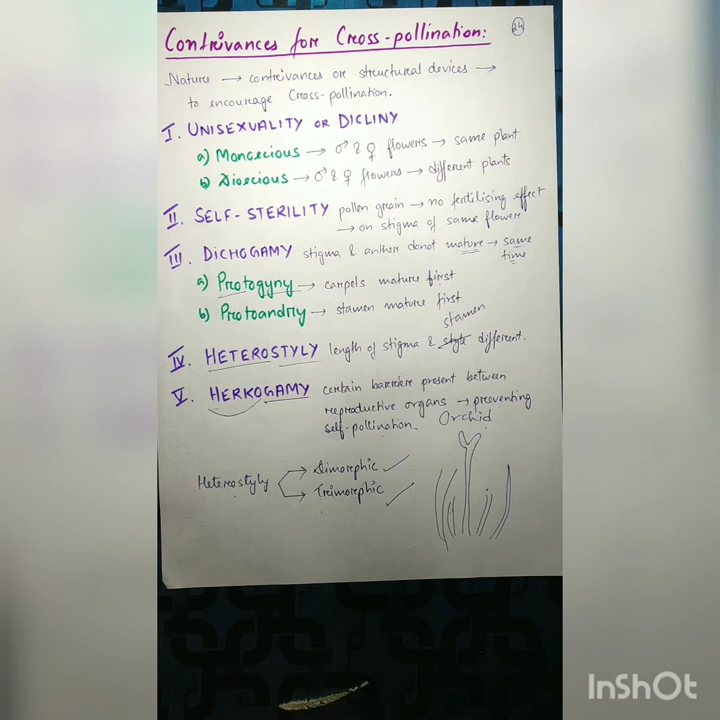 Contrivances for Cross-pollination:
24
Nature → contrivances or structural devices →
to encourage Cross-pollination.
I. UNISEXUALITY OR DICLINY
a) Monoecious → ♂ & ♀ flowers → same plant
b) Dioecious → ♂ & ♀ flowers → different plants
II. SELF-STERILITY pollen grain → no fertilising effect
→ on stigma of same flower
III. DICHOGAMY stigma & anther donot mature → same
time
a) Protogyny → carpels mature first
b) Protoandry → stamen mature first
stamen
IV. HETEROSTYLY length of stigma & style different.
V. HERKOGAMY certain barriers present between
reproductive organs → preventing
self-pollination. Orchid
Heterostyly
Dimorphic ✓
Trimorphic ✓
InShOt